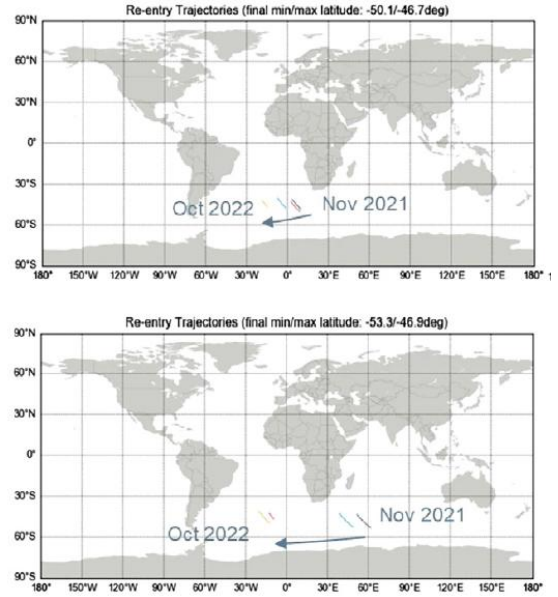 Re-entry Trajectories (final min/max latitude: -50.1/-46.7deg)
90°N
60°N
30°N
0°
30°S
60°S
90°S
Oct 2022
Nov 2021
180° 150°W 120°W 90°W 60°W 30°W 0° 30°E 60°E 90°E 120°E 150°E 180°
Re-entry Trajectories (final min/max latitude: -53.3/-46.9deg)
90°N
60°N
30°N
0°
30°S
60°S
90°S
Nov 2021
Oct 2022
180° 150°W 120°W 90°W 60°W 30°W 0° 30°E 60°E 90°E 120°E 150°E 180°